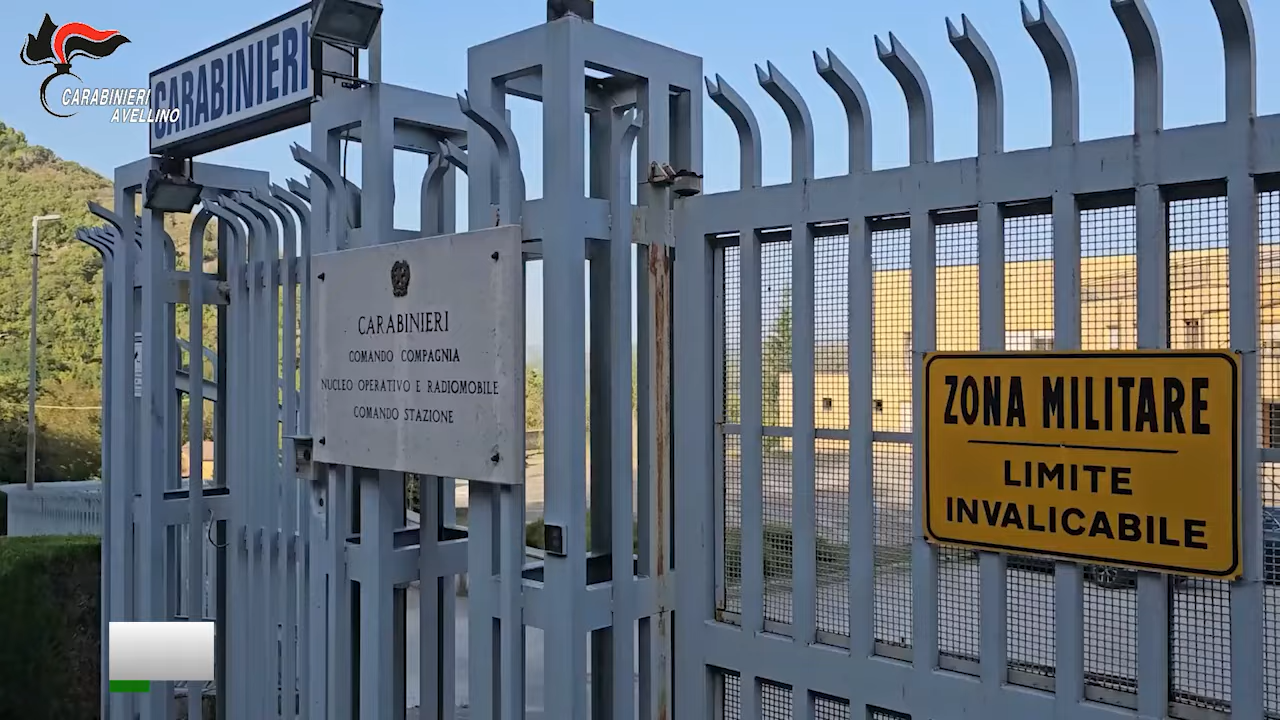 CARABINIERI
AVELLINO
CARABINIERI
CARABINIERI
COMANDO COMPAGNIA
NUCLEO OPERATIVO E RADIOMOBILE
COMANDO STAZIONE
ZONA MILITARE
LIMITE
INVALICABILE